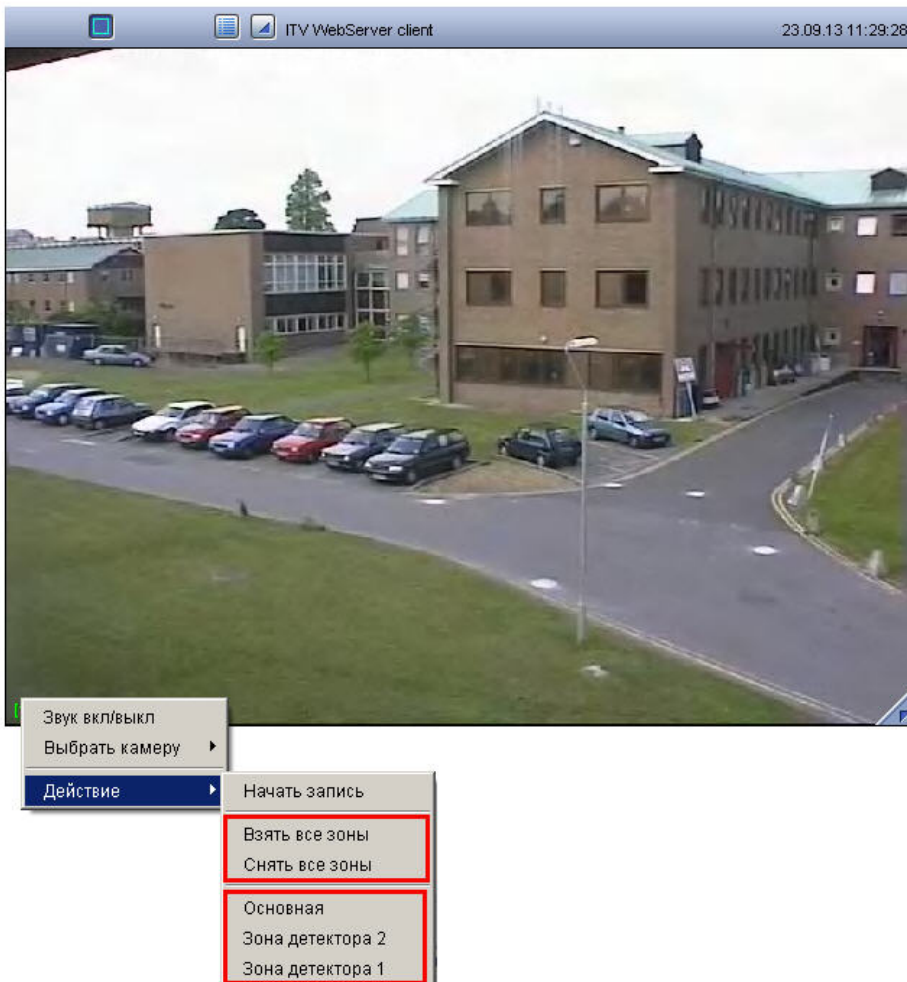 ITV WebServer client
23.09.13 11:29:28
Звук вкл/выкл
Выбрать камеру
Действие
Начать запись
Взять все зоны
Снять все зоны
Основная
Зона детектора 2
Зона детектора 1